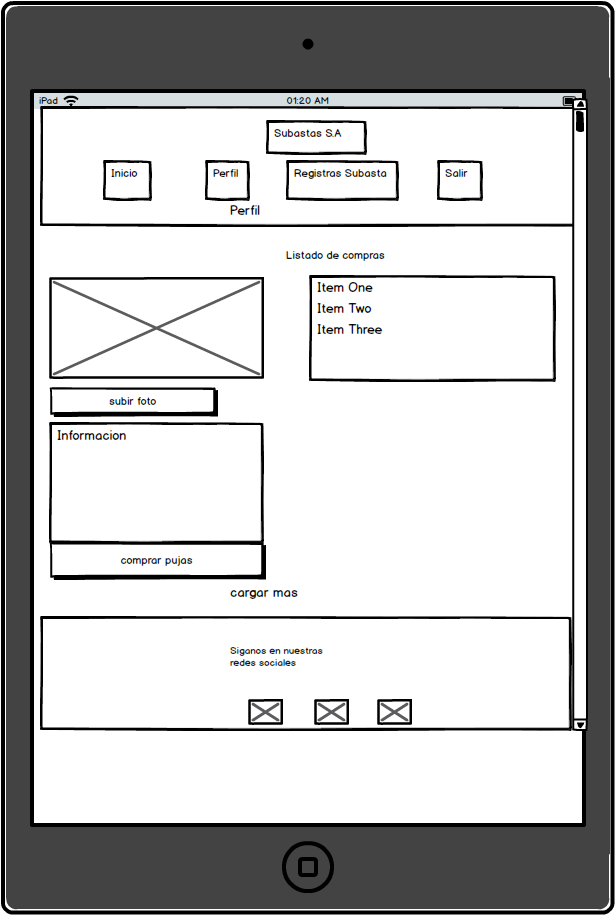 iPad 01:20 AM
Subastas S.A
Inicio Perfil Registras Subasta Salir
Perfil
Listado de compras
Item One
Item Two
Item Three
subir foto
Informacion
comprar pujas
cargar mas
Siganos en nuestras
redes sociales